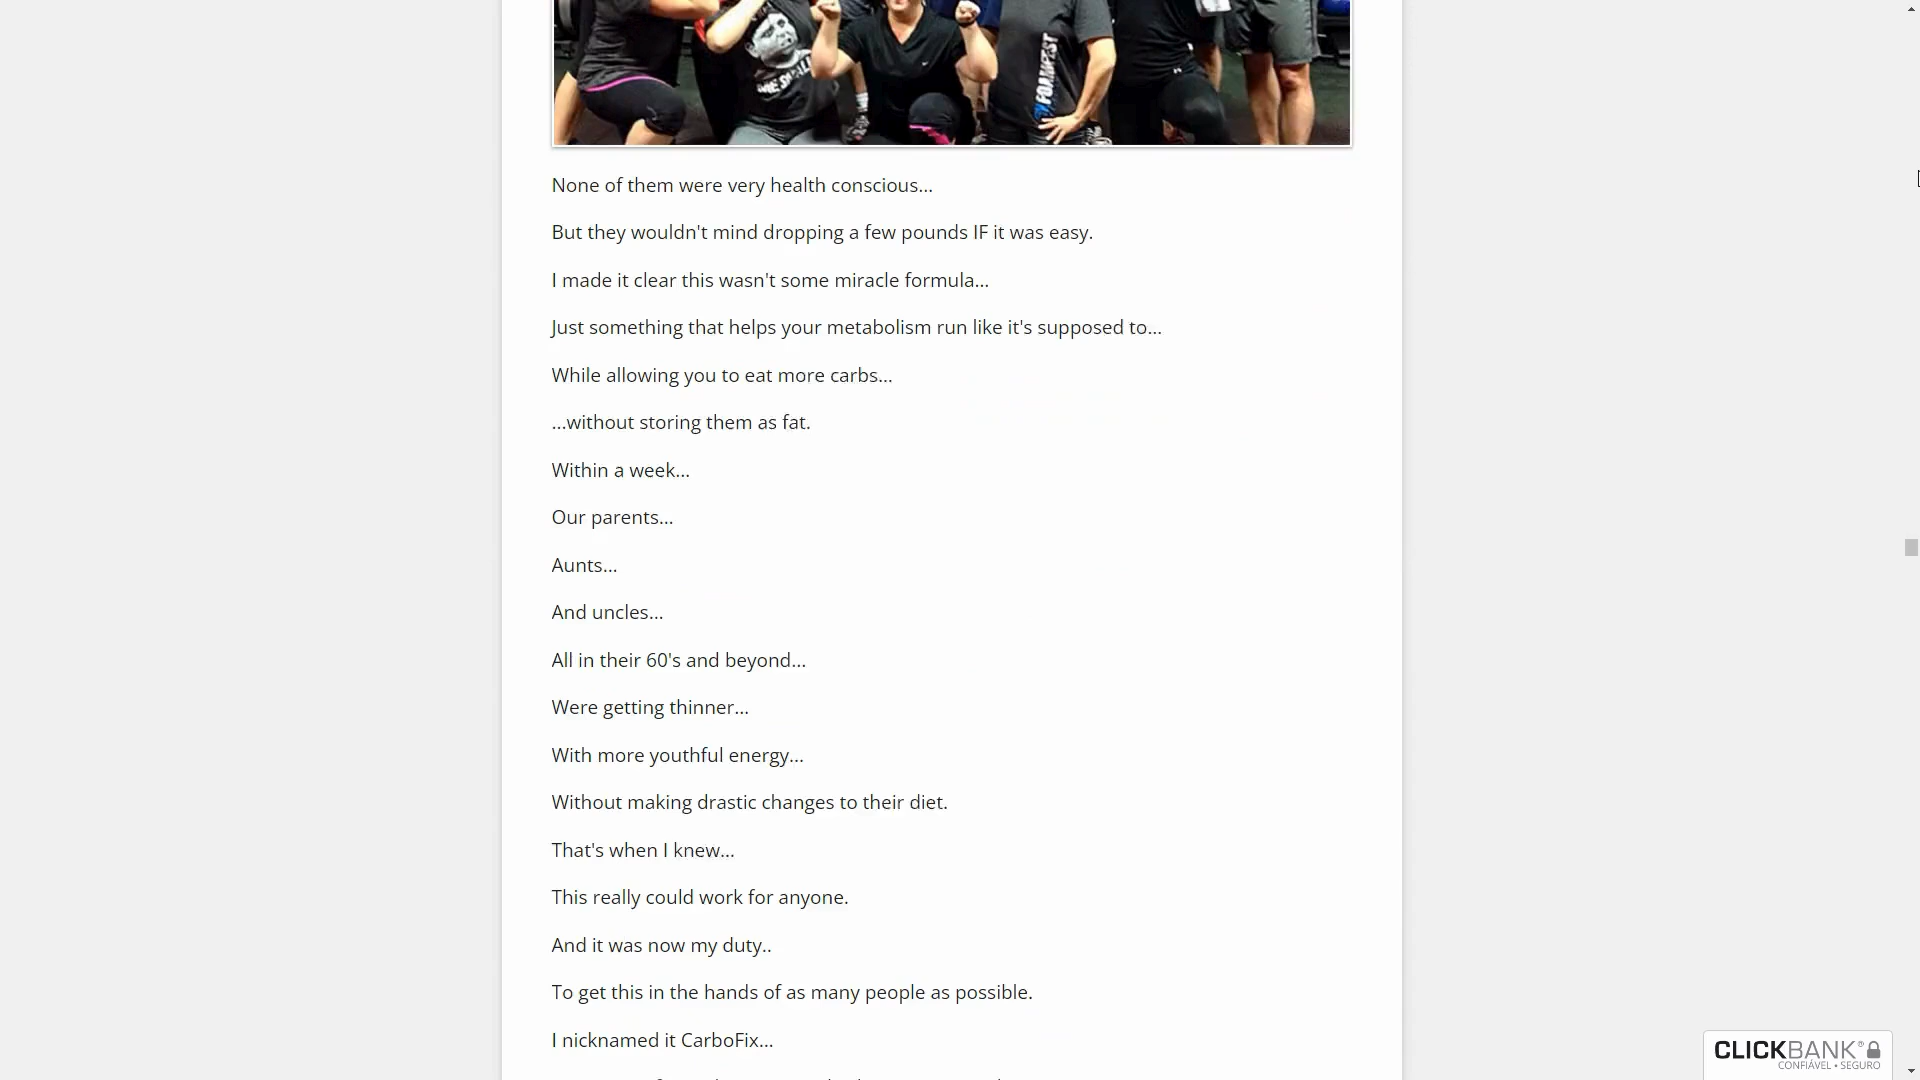 FOAMFEST
None of them were very health conscious...
But they wouldn't mind dropping a few pounds IF it was easy.
I made it clear this wasn't some miracle formula...
Just something that helps your metabolism run like it's supposed to...
While allowing you to eat more carbs...
...without storing them as fat.
Within a week...
Our parents...
Aunts...
And uncles...
All in their 60's and beyond...
Were getting thinner...
With more youthful energy...
Without making drastic changes to their diet.
That's when I knew...
This really could work for anyone.
And it was now my duty..
To get this in the hands of as many people as possible.
I nicknamed it CarboFix...
CLICKBANK®
CONFIÁVEL • SEGURO